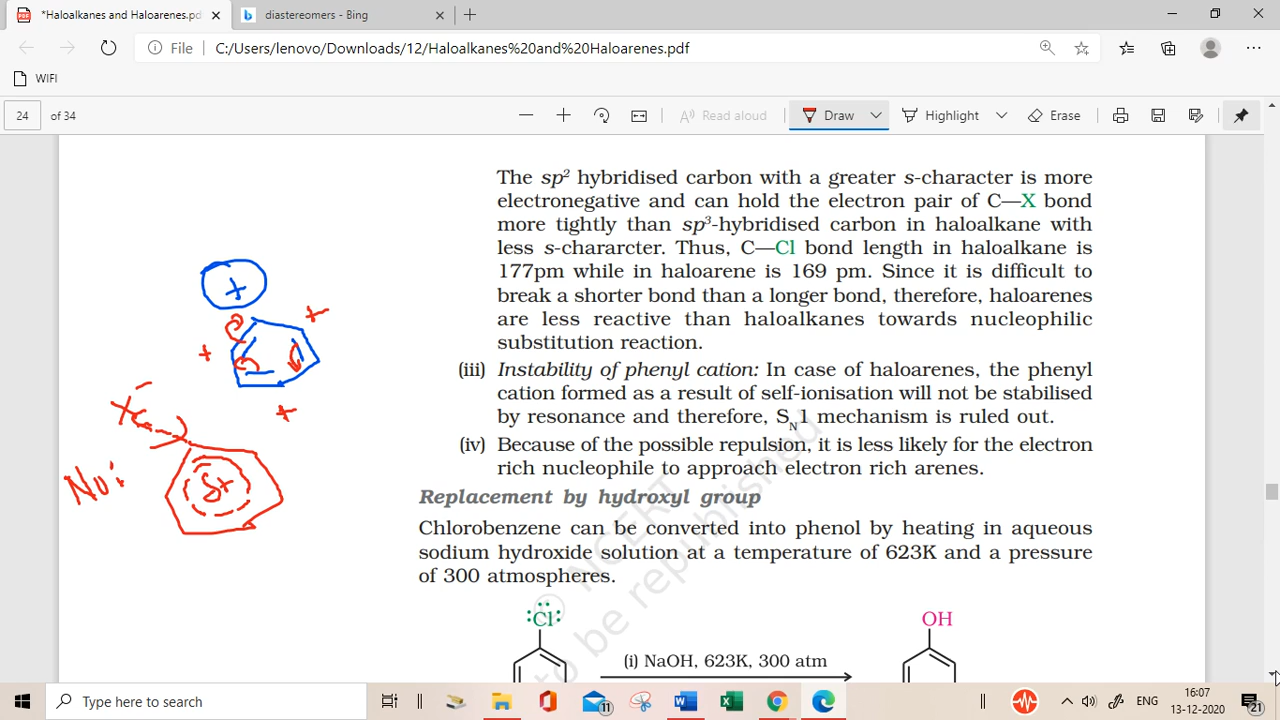 *Haloalkanes and Haloarenes.pdf
diastereomers - Bing
File
C:/Users/lenovo/Downloads/12/Haloalkanes%20and%20Haloarenes.pdf
WIFI
24 of 34
Read aloud
Draw
Highlight
Erase
The sp² hybridised carbon with a greater s-character is more
electronegative and can hold the electron pair of C—X bond
more tightly than sp³-hybridised carbon in haloalkane with
less s-chararcter. Thus, C—Cl bond length in haloalkane is
177pm while in haloarene is 169 pm. Since it is difficult to
break a shorter bond than a longer bond, therefore, haloarenes
are less reactive than haloalkanes towards nucleophilic
substitution reaction.
(iii) Instability of phenyl cation: In case of haloarenes, the phenyl
cation formed as a result of self-ionisation will not be stabilised
by resonance and therefore, SN1 mechanism is ruled out.
(iv) Because of the possible repulsion, it is less likely for the electron
rich nucleophile to approach electron rich arenes.
+
+
+
+
X-
Nu:
δ+
Replacement by hydroxyl group
Chlorobenzene can be converted into phenol by heating in aqueous
sodium hydroxide solution at a temperature of 623K and a pressure
of 300 atmospheres.
© NCERT
to be republished
:Cl:
OH
(i) NaOH, 623K, 300 atm
Type here to search
11
ENG
16:07
13-12-2020
21